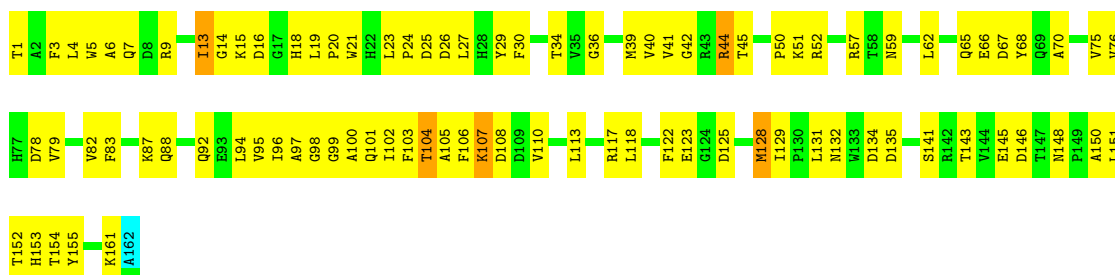 T1 A2 F3 L4 W5 A6 Q7 D8 R9 I13 G14 K15 D16 G17 H18 L19 P20 W21 H22 L23 P24 D25 D26 L27 H28 Y29 F30 T34 V35 G36 M39 V40 V41 G42 R43 R44 T45 P50 K51 R52 R57 T58 N59 L62 Q65 E66 D67 Y68 Q69 A70 V75
H77 D78 V79 V82 F83 K87 Q88 Q92 E93 L94 V95 I96 A97 G98 G99 A100 Q101 I102 F103 T104 A105 F106 K107 D108 D109 V110 L113 R117 L118 F122 E123 G124 D125 M128 I129 P130 L131 N132 W133 D134 D135 S141 R142 T143 V144 E145 D146 T147 N148 P149 A150
T152 H153 T154 Y155 K161 A162